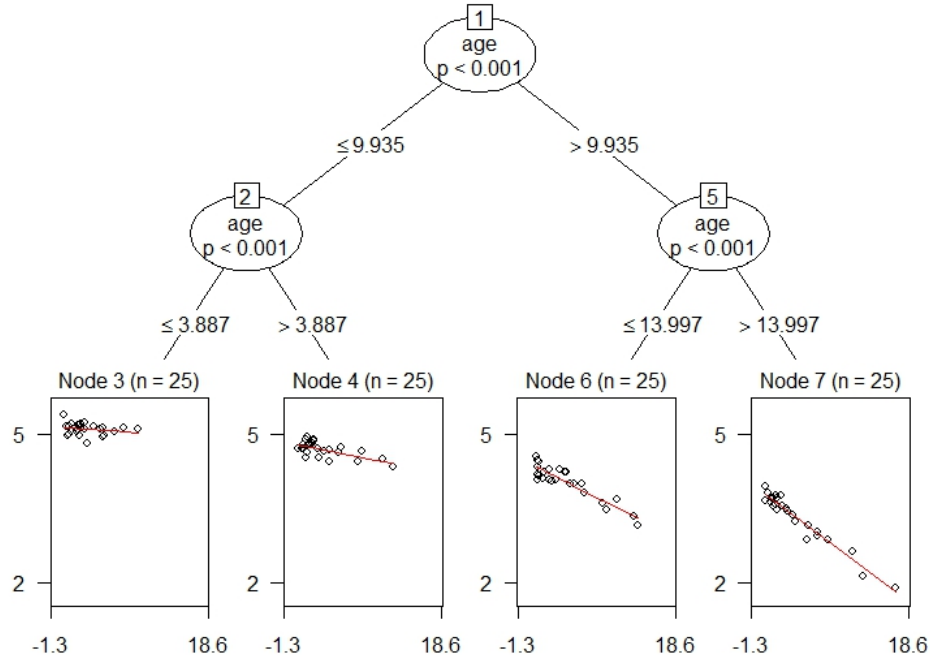 1
age
p < 0.001
≤ 9.935
> 9.935
2
age
p < 0.001
5
age
p < 0.001
≤ 3.887
> 3.887
≤ 13.997
> 13.997
Node 3 (n = 25)
Node 4 (n = 25)
Node 6 (n = 25)
Node 7 (n = 25)
5
5
5
5
2
2
2
2
-1.3
18.6
-1.3
18.6
-1.3
18.6
-1.3
18.6